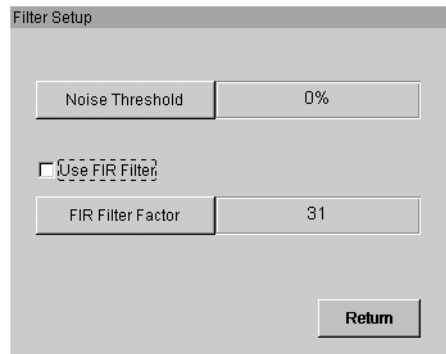 Filter Setup
Noise Threshold 0%
Use FIR Filter
FIR Filter Factor 31
Return